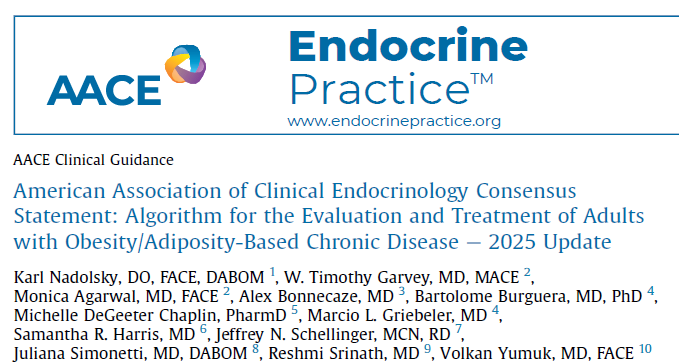 AACE
Endocrine
Practice™
www.endocrinepractice.org
AACE Clinical Guidance
American Association of Clinical Endocrinology Consensus
Statement: Algorithm for the Evaluation and Treatment of Adults
with Obesity/Adiposity-Based Chronic Disease — 2025 Update
Karl Nadolsky, DO, FACE, DABOM 1, W. Timothy Garvey, MD, MACE 2,
Monica Agarwal, MD, FACE 2, Alex Bonnecaze, MD 3, Bartolome Burguera, MD, PhD 4,
Michelle DeGeeter Chaplin, PharmD 5, Marcio L. Griebeler, MD 4,
Samantha R. Harris, MD 6, Jeffrey N. Schellinger, MCN, RD 7,
Juliana Simonetti, MD, DABOM 8, Reshmi Srinath, MD 9, Volkan Yumuk, MD, FACE 10